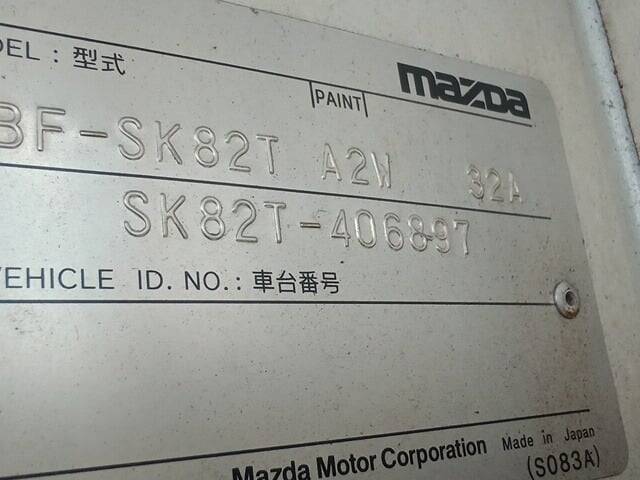 DEL : 型式
mazda
PAINT
BF-SK82T A2W 32A
SK82T-406897
VEHICLE ID. NO. : 車台番号
Mazda Motor Corporation Made in Japan
(S083A)